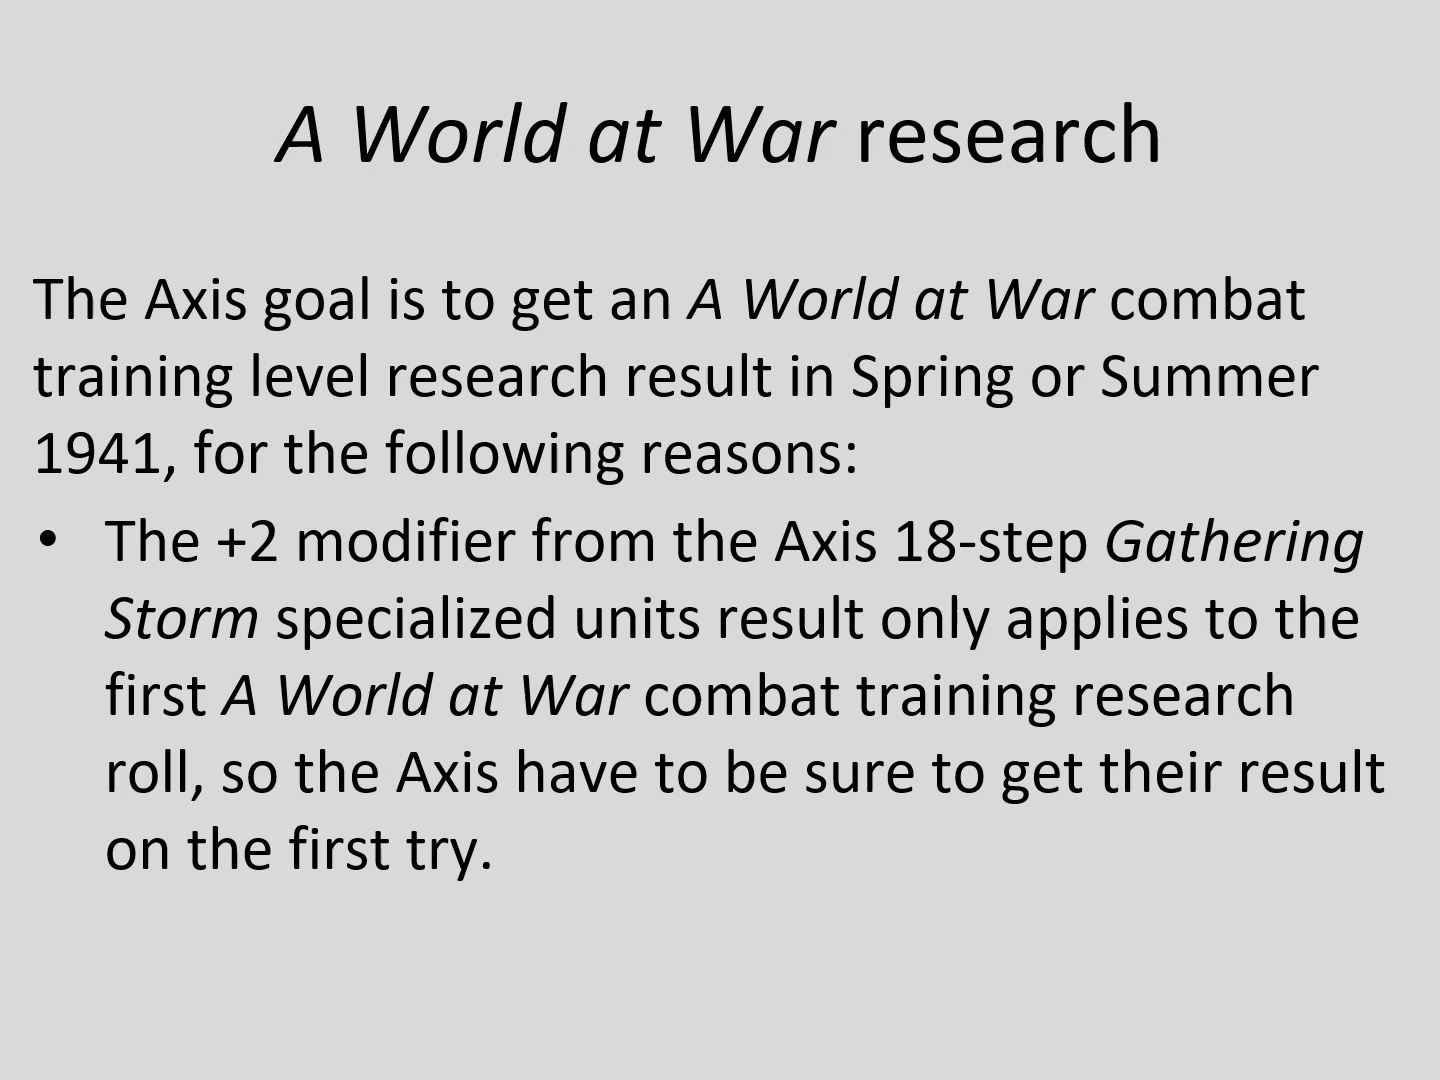 A World at War research
The Axis goal is to get an A World at War combat
training level research result in Spring or Summer
1941, for the following reasons:
• The +2 modifier from the Axis 18-step Gathering
Storm specialized units result only applies to the
first A World at War combat training research
roll, so the Axis have to be sure to get their result
on the first try.